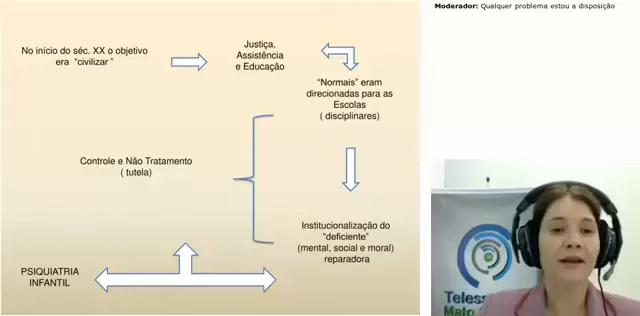 No início do séc. XX o objetivo
era "civilizar"
Justiça,
Assistência
e Educação
"Normais" eram
direcionadas para as
Escolas
( disciplinares)
Controle e Não Tratamento
( tutela)
Institucionalização do
"deficiente"
(mental, social e moral)
reparadora
PSIQUIATRIA
INFANTIL
Moderador: Qualquer problema estou a disposição
Teless
Mato